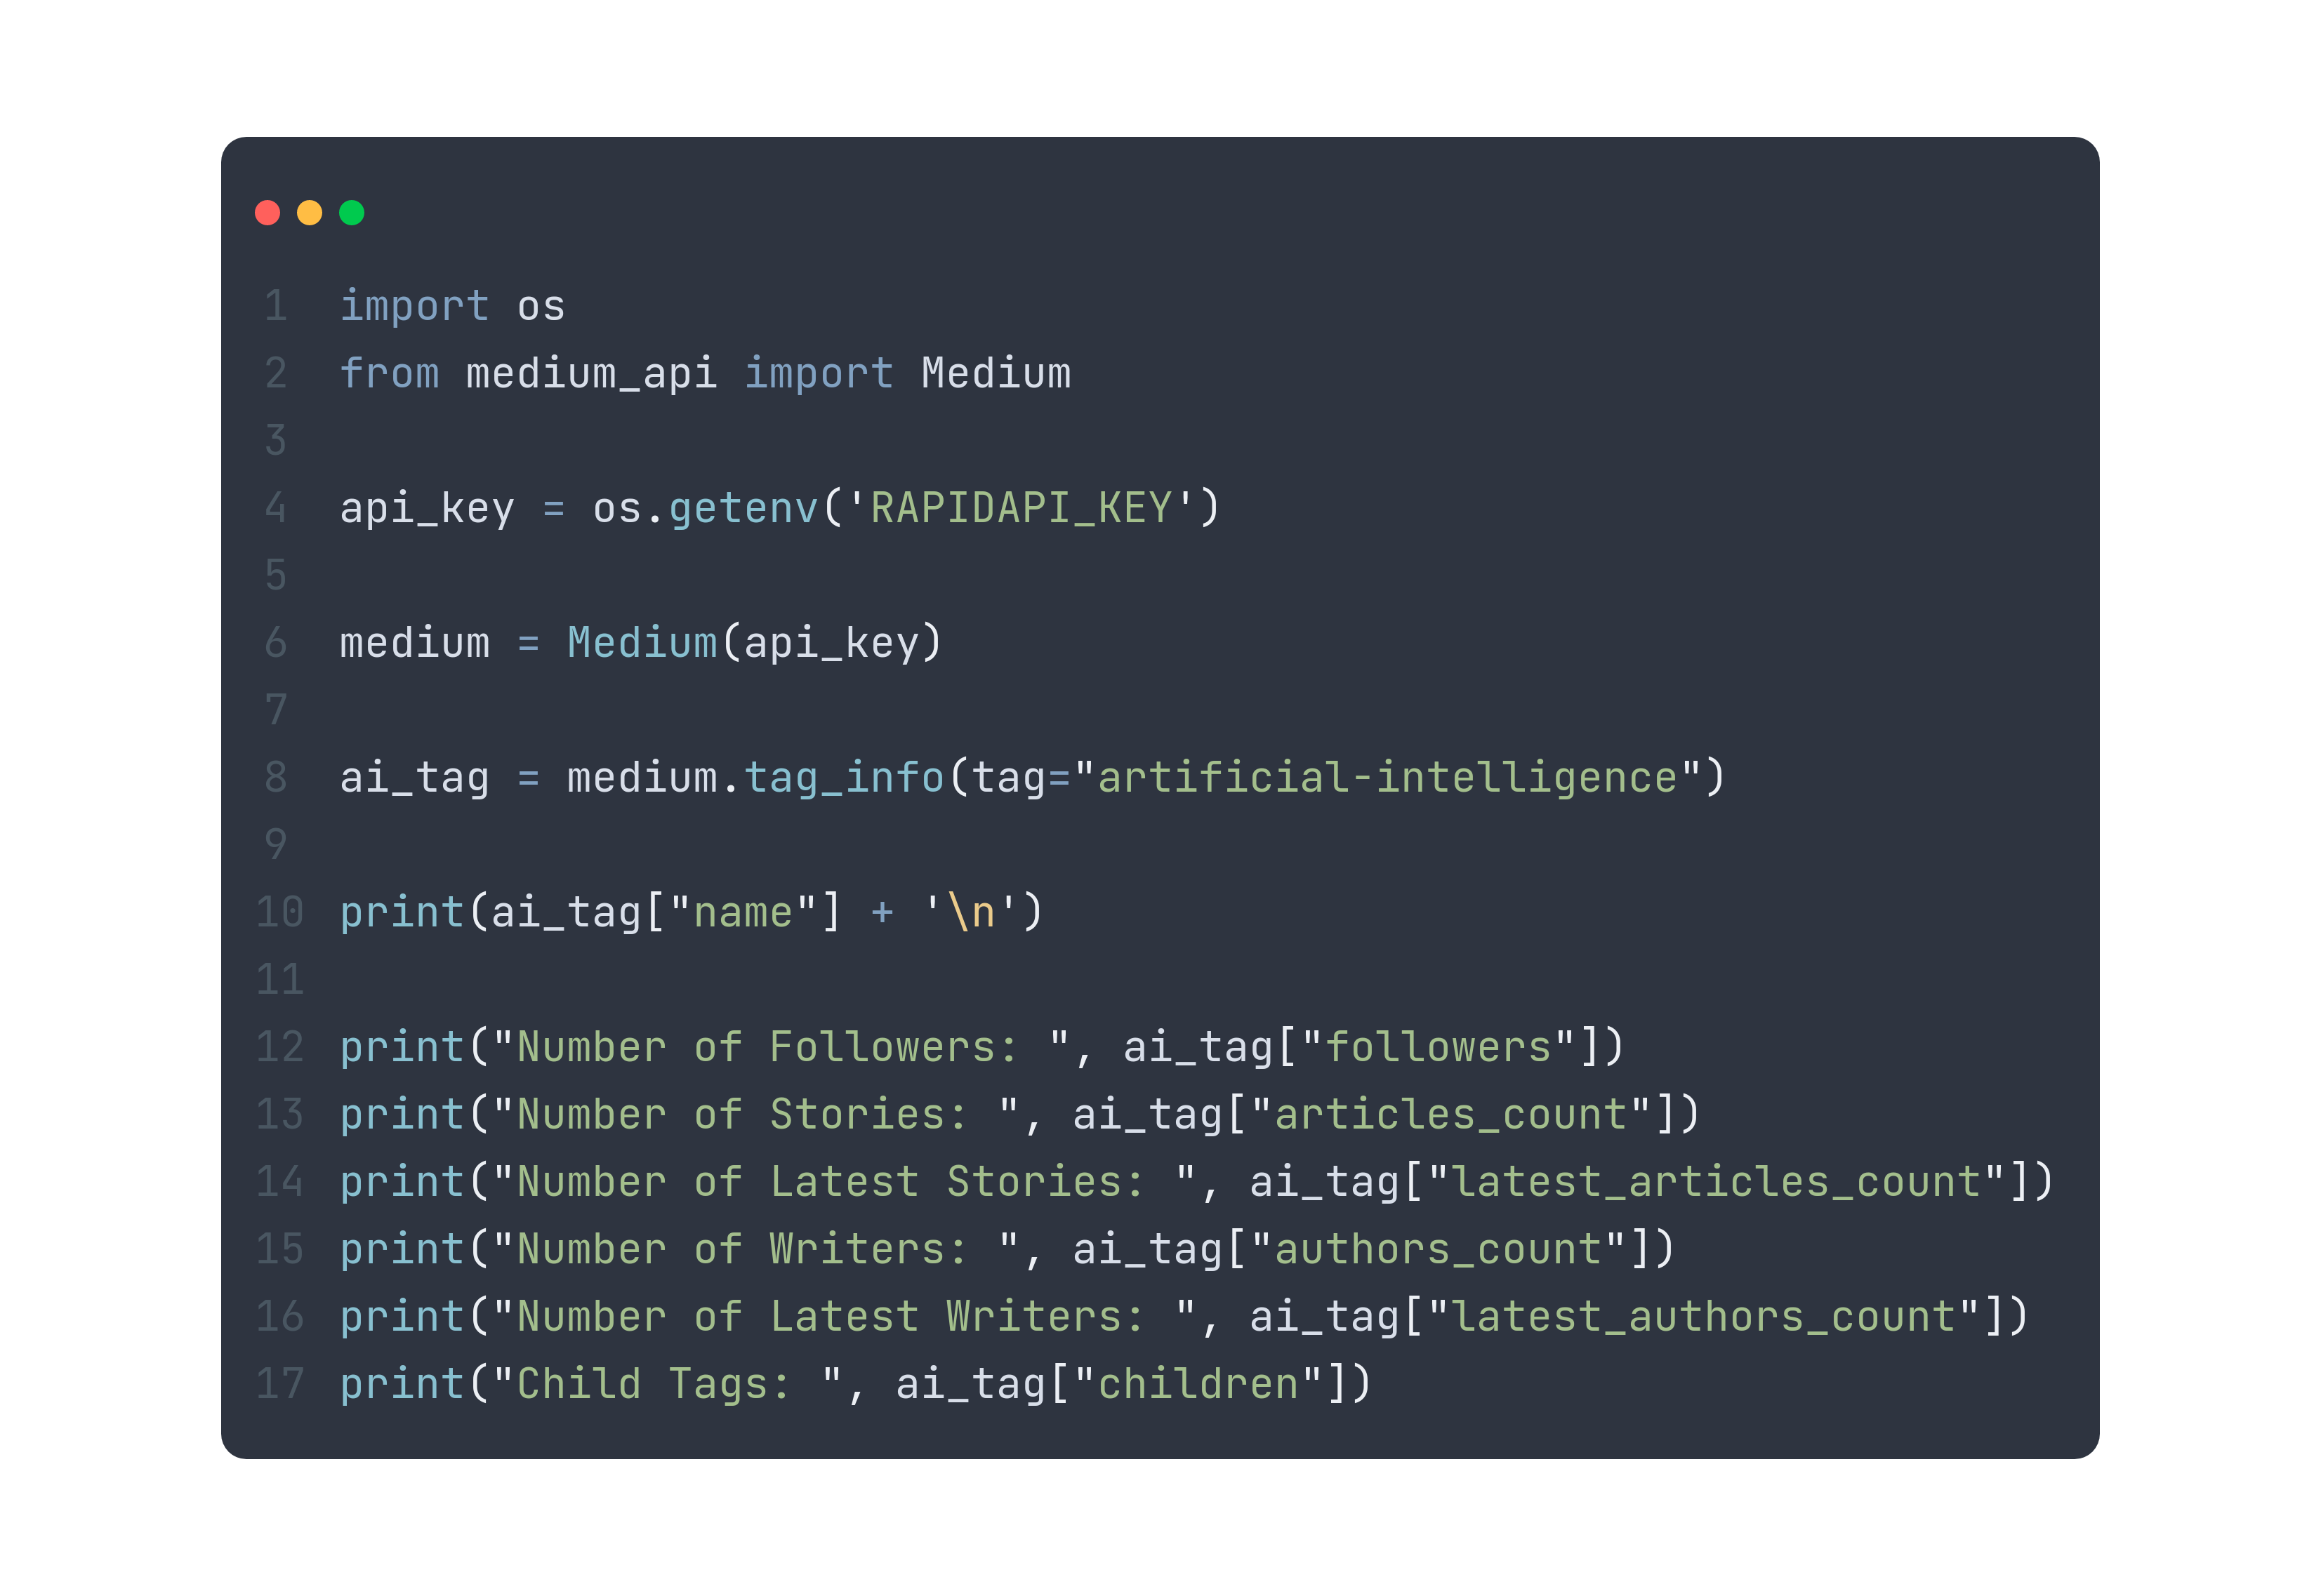 1 import os
2 from medium_api import Medium
3
4 api_key = os.getenv('RAPIDAPI_KEY')
5
6 medium = Medium(api_key)
7
8 ai_tag = medium.tag_info(tag="artificial-intelligence")
9
10 print(ai_tag["name"] + '\n')
11
12 print("Number of Followers: ", ai_tag["followers"])
13 print("Number of Stories: ", ai_tag["articles_count"])
14 print("Number of Latest Stories: ", ai_tag["latest_articles_count"])
15 print("Number of Writers: ", ai_tag["authors_count"])
16 print("Number of Latest Writers: ", ai_tag["latest_authors_count"])
17 print("Child Tags: ", ai_tag["children"])